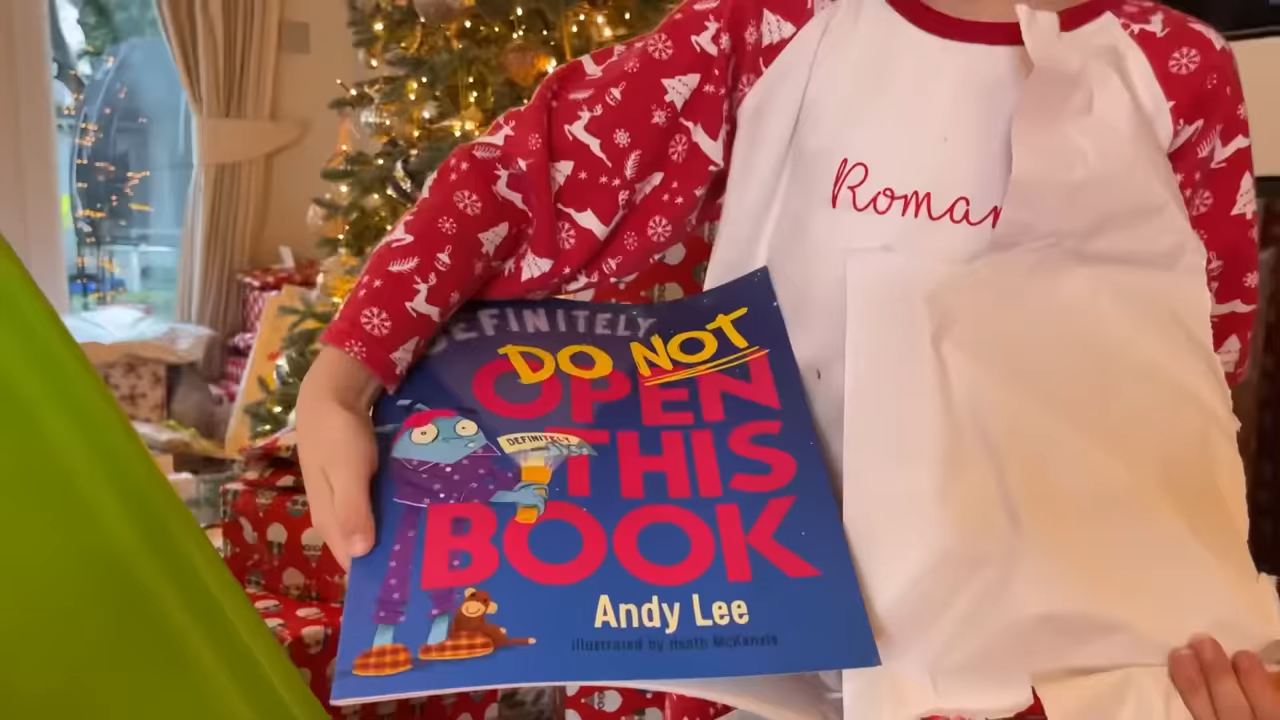 Roman
DEFINITELY
DO NOT
OPEN
THIS
BOOK
DEFINITELY
Andy Lee
illustrated by Heath McKenzie